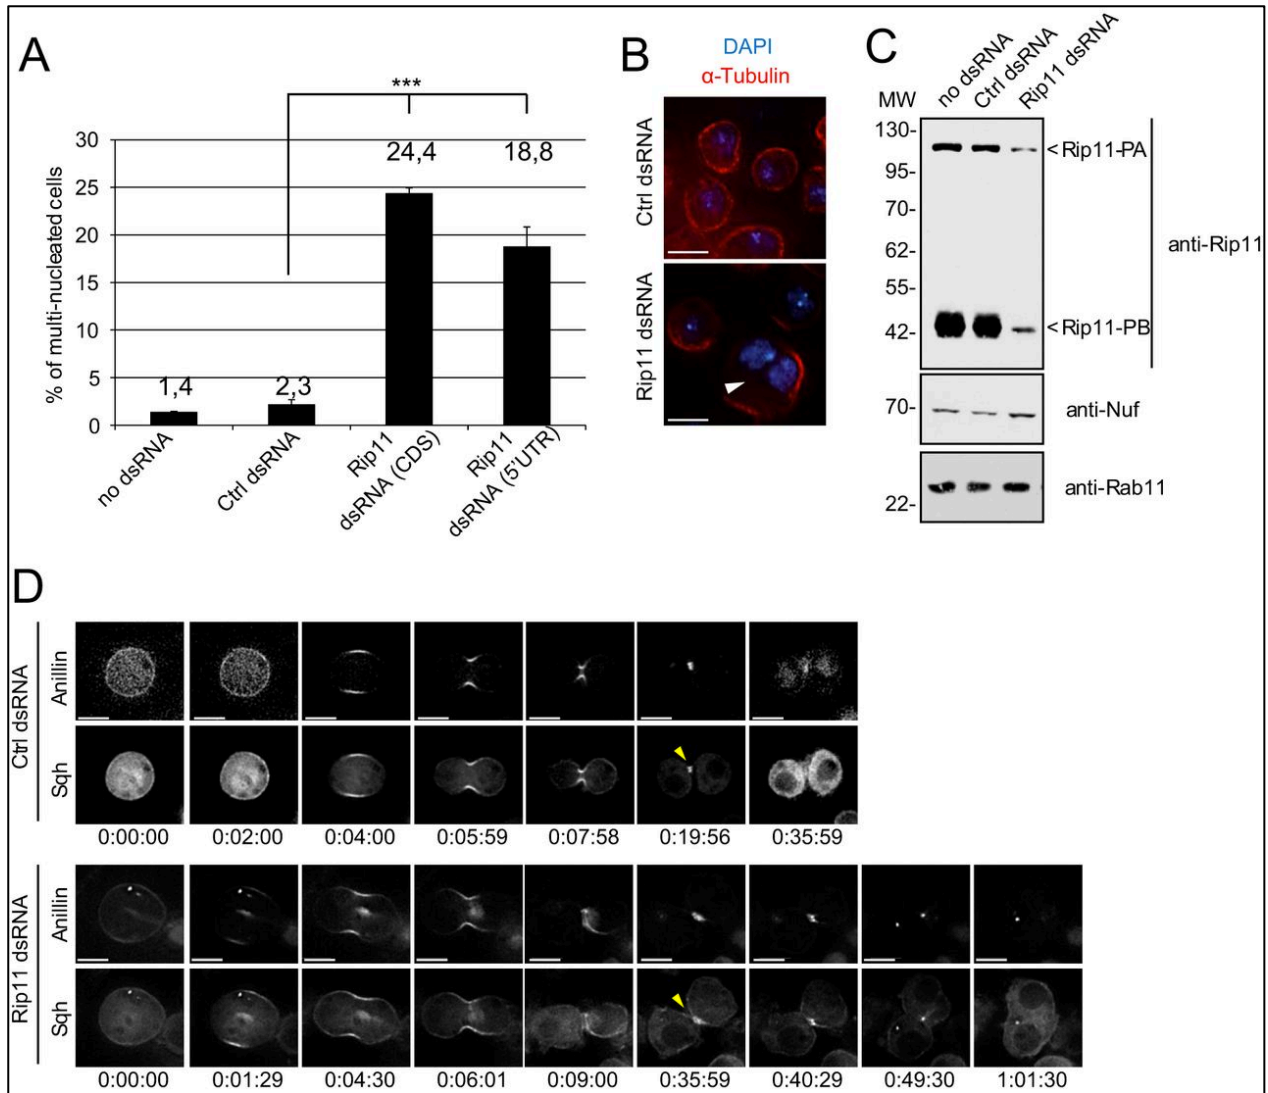 A
***
30
25
20
15
10
5
0
% of multi-nucleated cells
1,4
2,3
24,4
18,8
no dsRNA
Ctrl dsRNA
Rip11
dsRNA (CDS)
Rip11
dsRNA (5'UTR)
B
DAPI
α-Tubulin
Ctrl dsRNA
Rip11 dsRNA
C
MW
no dsRNA
Ctrl dsRNA
Rip11 dsRNA
130-
95-
70-
62-
55-
42-
<Rip11-PA
<Rip11-PB
anti-Rip11
70-
anti-Nuf
22-
anti-Rab11
D
Ctrl dsRNA
Anillin
Sqh
0:00:00 0:02:00 0:04:00 0:05:59 0:07:58 0:19:56 0:35:59
Rip11 dsRNA
Anillin
Sqh
0:00:00 0:01:29 0:04:30 0:06:01 0:09:00 0:35:59 0:40:29 0:49:30 1:01:30